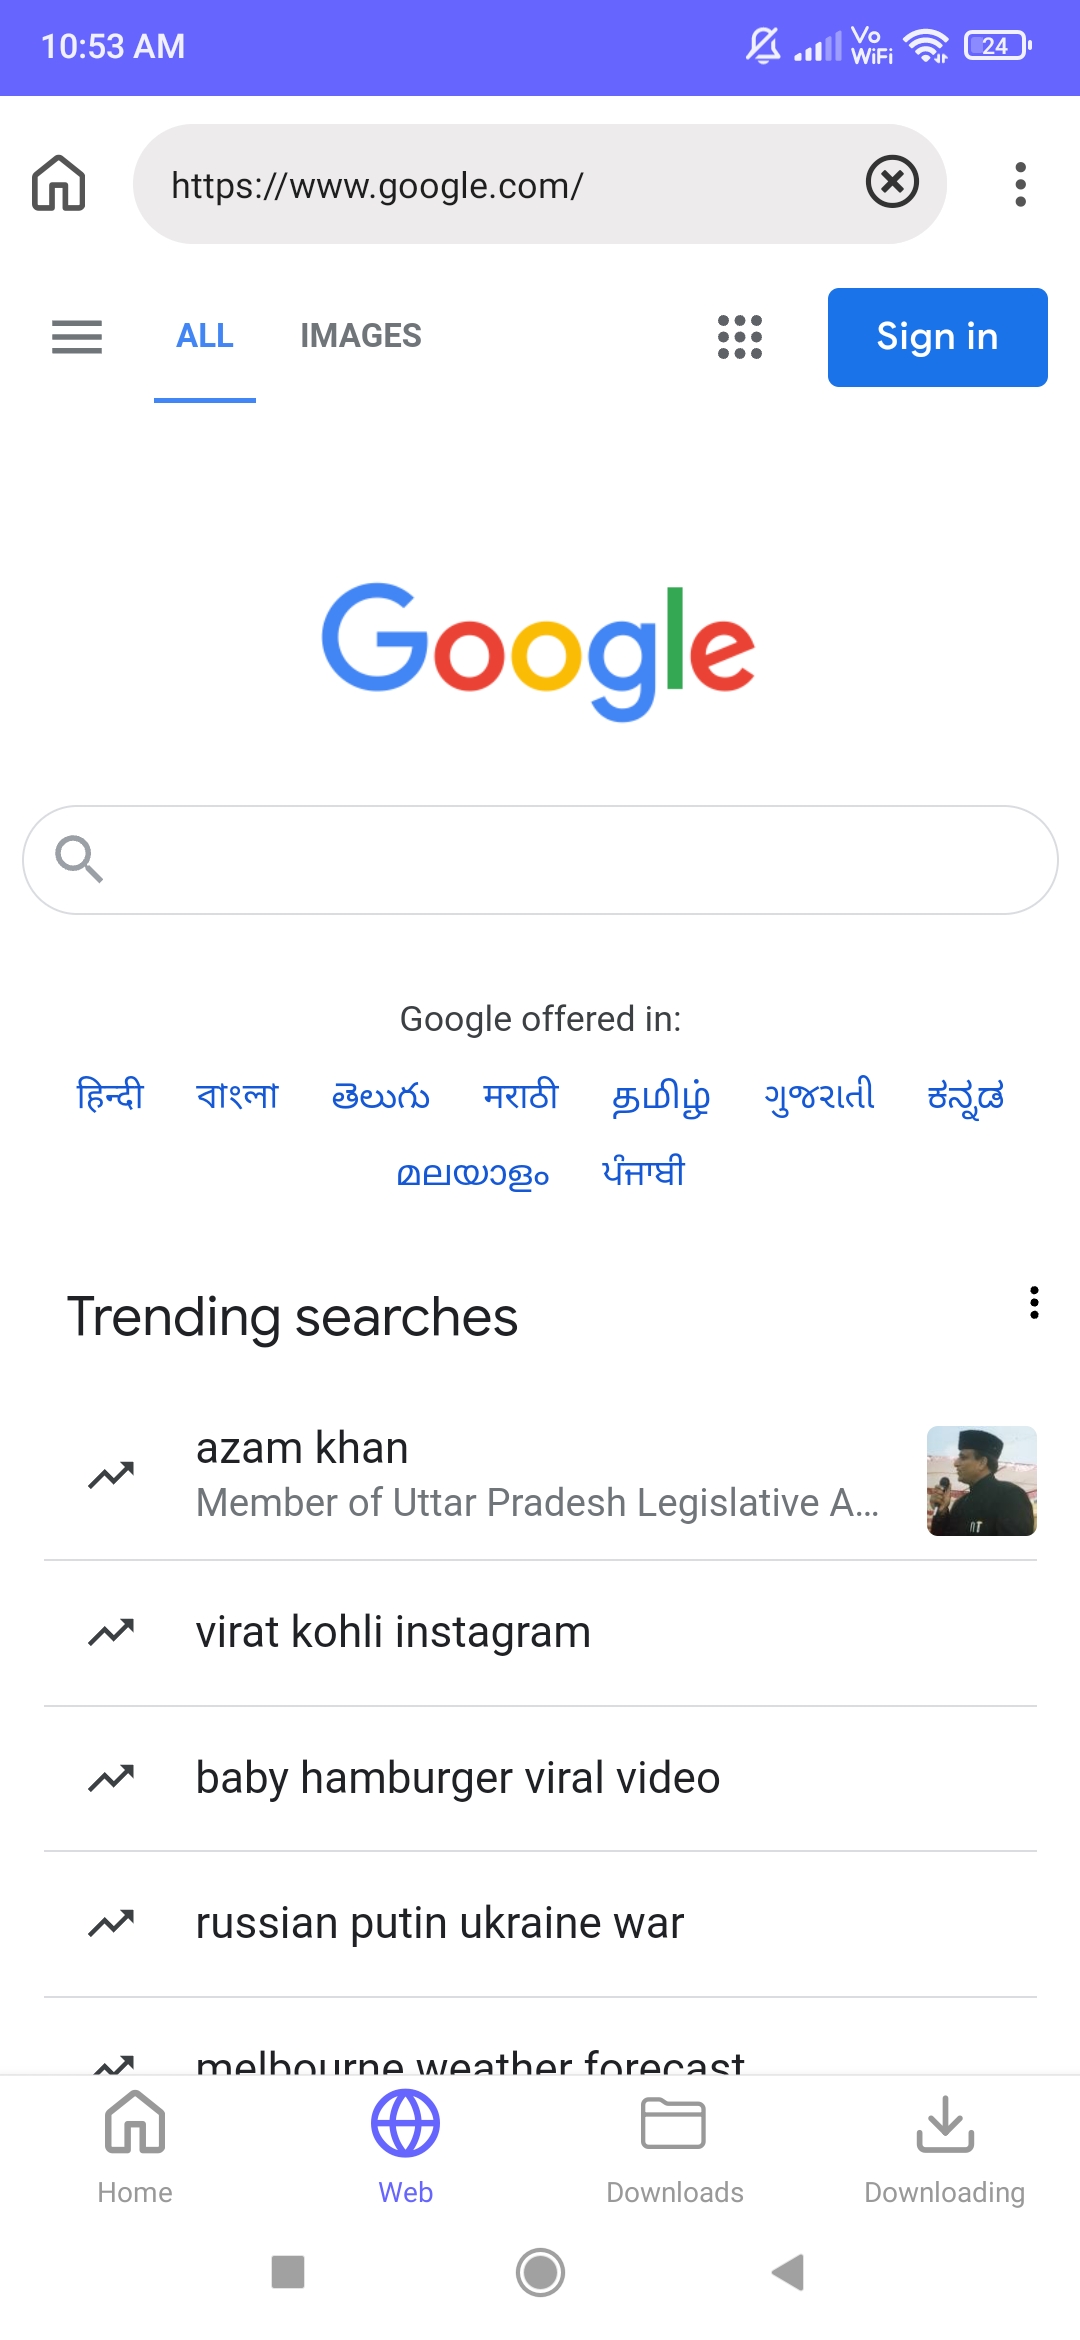 10:53 AM
Vo
WiFi
24
https://www.google.com/
ALL IMAGES
Sign in
Google
Google offered in:
हिन्दी বাংলা తెలుగు मराठी தமிழ் ગુજરાતી ಕನ್ನಡ
മലയാളം ਪੰਜਾਬੀ
Trending searches
azam khan
Member of Uttar Pradesh Legislative A...
virat kohli instagram
baby hamburger viral video
russian putin ukraine war
melbourne weather forecast
Home Web Downloads Downloading